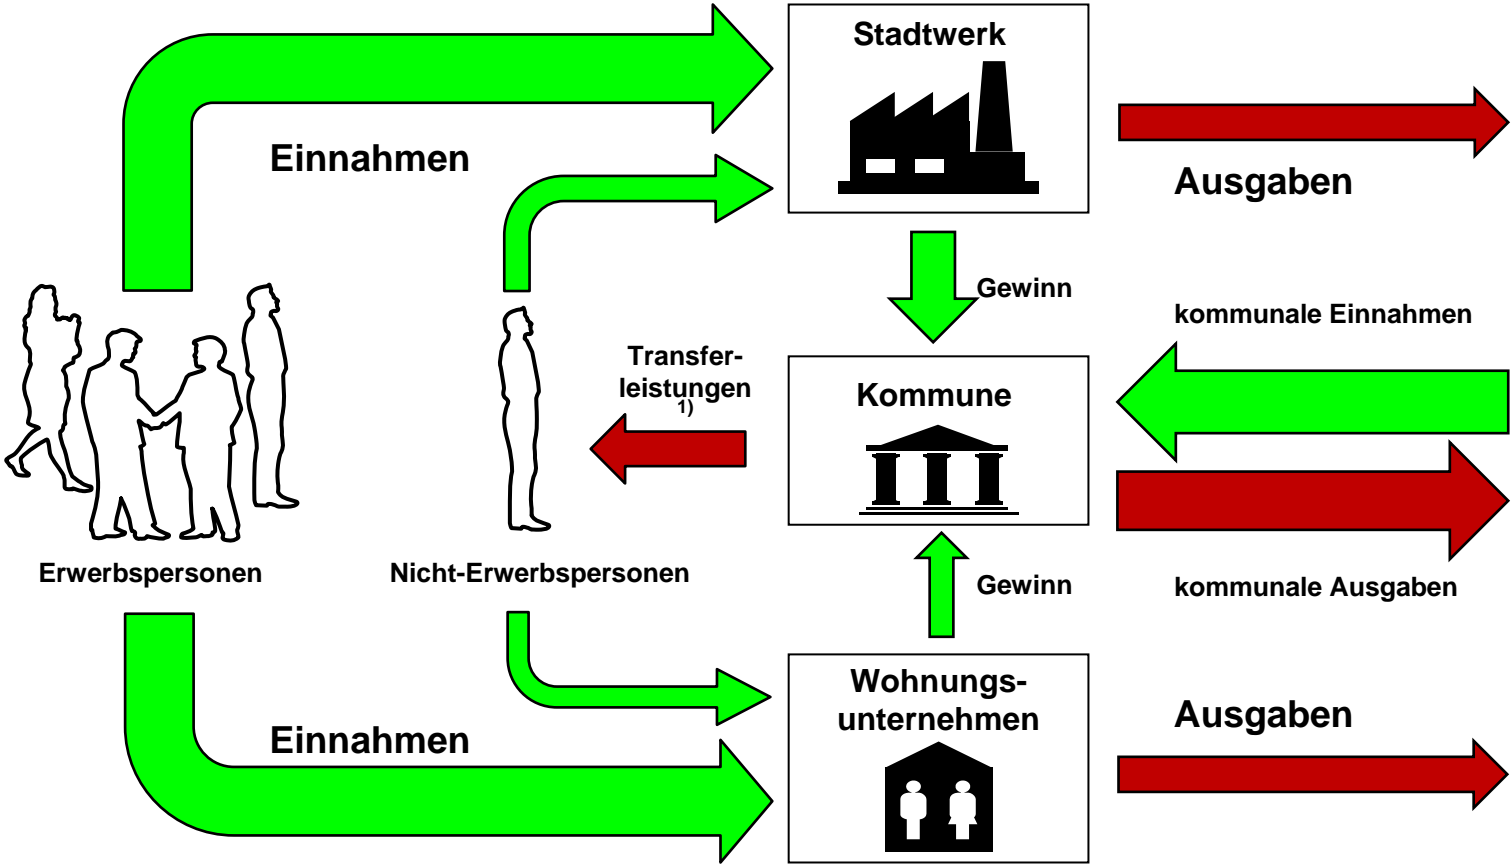 Stadtwerk
Einnahmen
Ausgaben
Gewinn
kommunale Einnahmen
Transfer-
leistungen
1)
Kommune
Erwerbspersonen
Nicht-Erwerbspersonen
Gewinn
kommunale Ausgaben
Wohnungs-
unternehmen
Einnahmen
Ausgaben